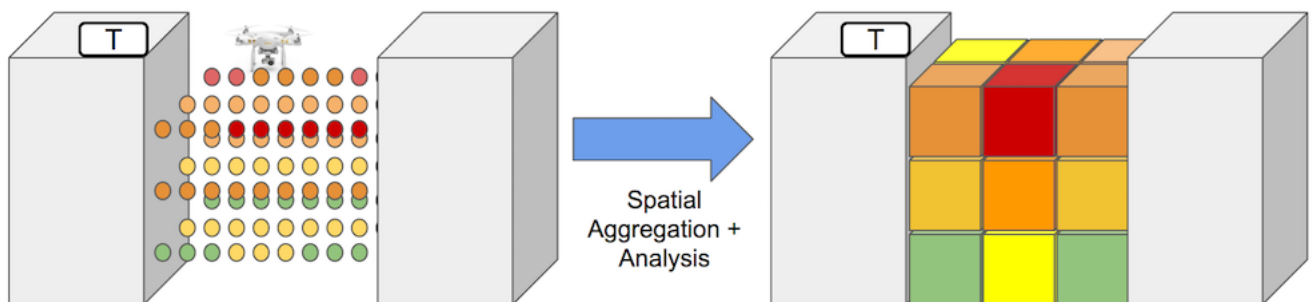 T
T
Spatial
Aggregation +
Analysis